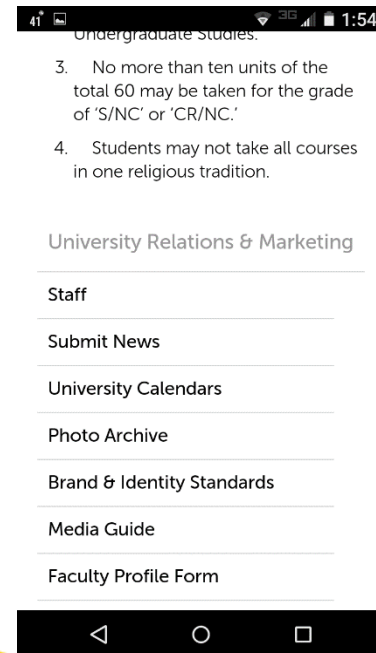 41° 3G 1:54
Undergraduate Studies.
3. No more than ten units of the
total 60 may be taken for the grade
of ‘S/NC’ or ‘CR/NC.’
4. Students may not take all courses
in one religious tradition.
University Relations & Marketing
Staff
Submit News
University Calendars
Photo Archive
Brand & Identity Standards
Media Guide
Faculty Profile Form